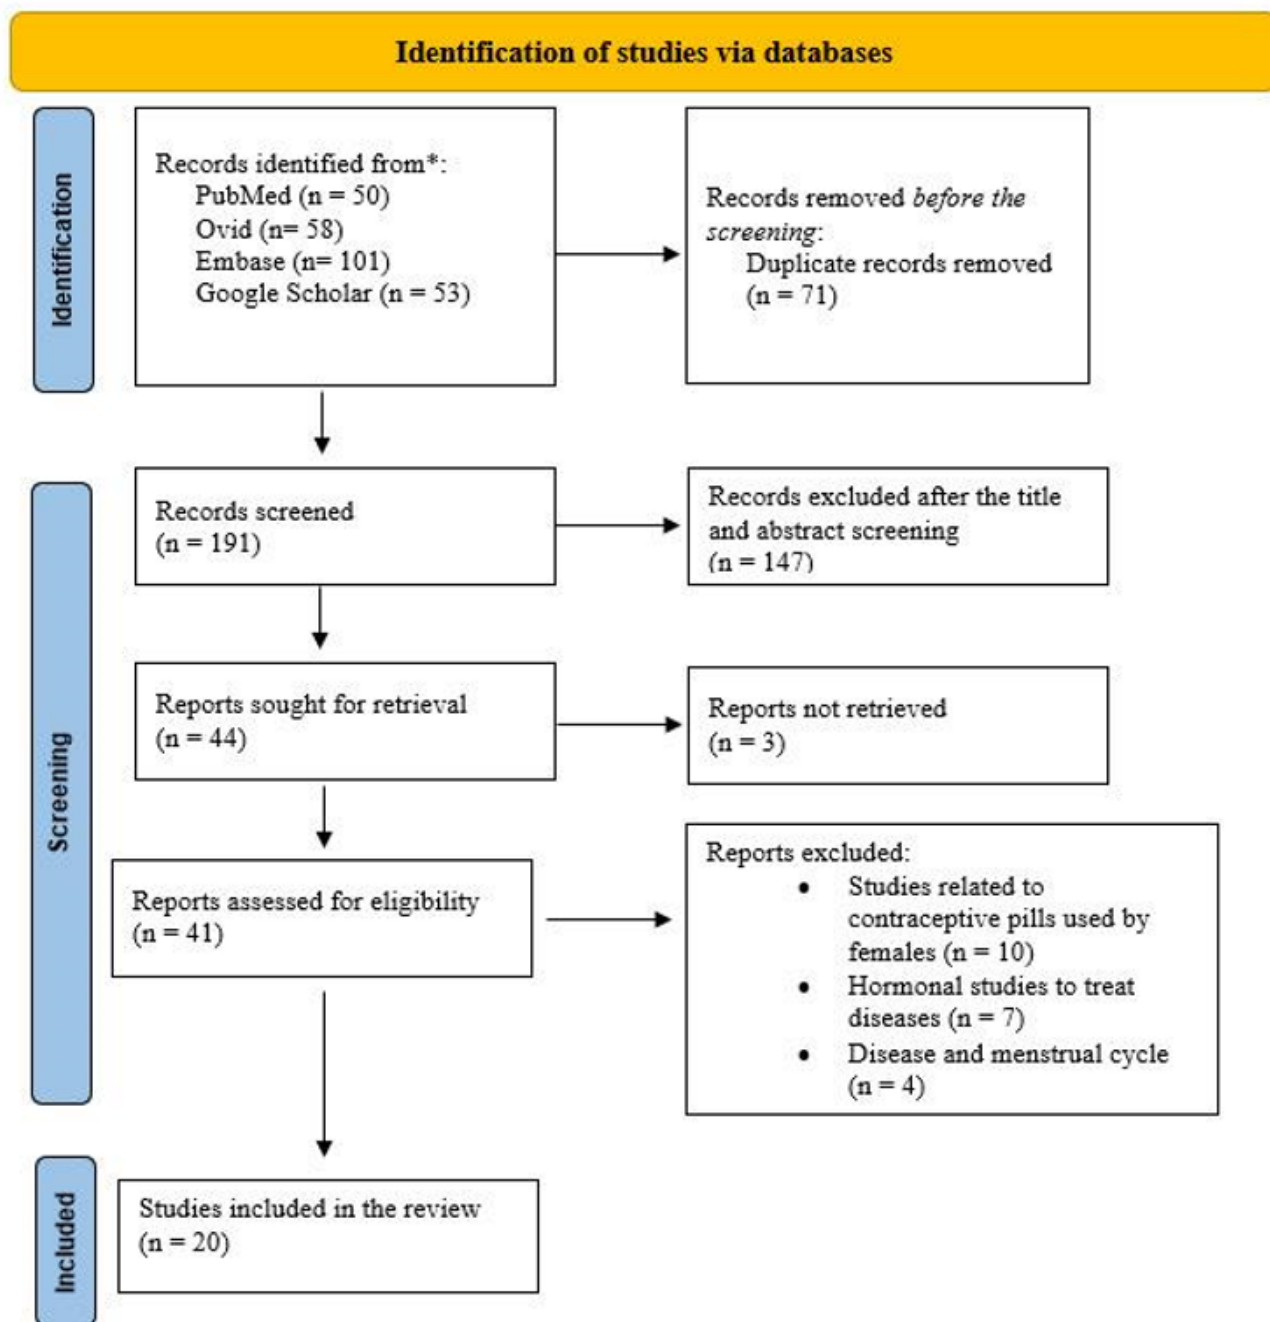 Identification of studies via databases
Identification
Records identified from*:
PubMed (n = 50)
Ovid (n= 58)
Embase (n= 101)
Google Scholar (n = 53)
Records removed before the
screening:
Duplicate records removed
(n = 71)
Screening
Records screened
(n = 191)
Records excluded after the title
and abstract screening
(n = 147)
Reports sought for retrieval
(n = 44)
Reports not retrieved
(n = 3)
Reports assessed for eligibility
(n = 41)
Reports excluded:
• Studies related to
contraceptive pills used by
females (n = 10)
• Hormonal studies to treat
diseases (n = 7)
• Disease and menstrual cycle
(n = 4)
Included
Studies included in the review
(n = 20)